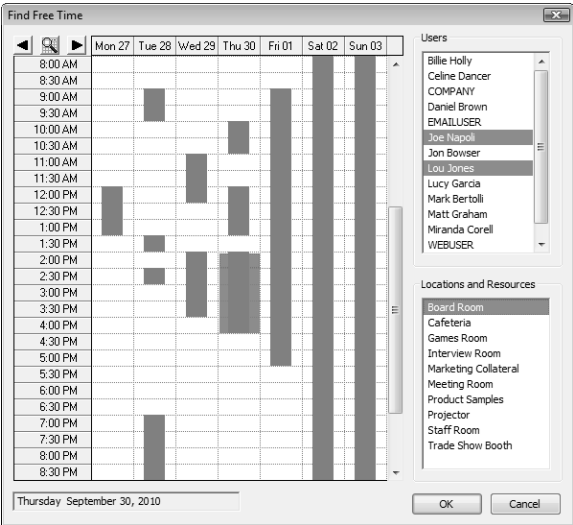 Find Free Time
Mon 27 Tue 28 Wed 29 Thu 30 Fri 01 Sat 02 Sun 03
8:00 AM
8:30 AM
9:00 AM
9:30 AM
10:00 AM
10:30 AM
11:00 AM
11:30 AM
12:00 PM
12:30 PM
1:00 PM
1:30 PM
2:00 PM
2:30 PM
3:00 PM
3:30 PM
4:00 PM
4:30 PM
5:00 PM
5:30 PM
6:00 PM
6:30 PM
7:00 PM
7:30 PM
8:00 PM
8:30 PM
Thursday September 30, 2010
Users
Billie Holly
Celine Dancer
COMPANY
Daniel Brown
EMAILUSER
Joe Napoli
Jon Bowser
Lou Jones
Lucy Garcia
Mark Bertolli
Matt Graham
Miranda Corell
WEBUSER
Locations and Resources
Board Room
Cafeteria
Games Room
Interview Room
Marketing Collateral
Meeting Room
Product Samples
Projector
Staff Room
Trade Show Booth
OK Cancel